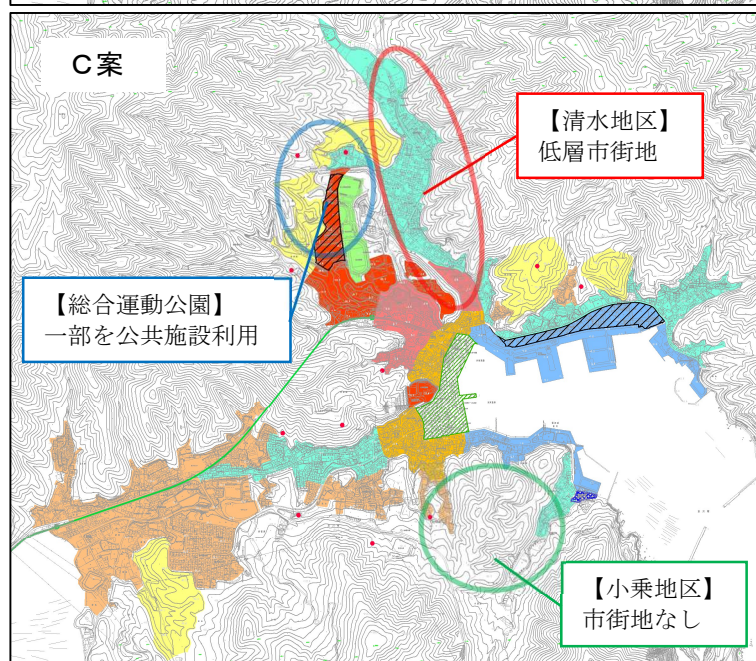 C案
【清水地区】
低層市街地
【総合運動公園】
一部を公共施設利用
【小乗地区】
市街地なし